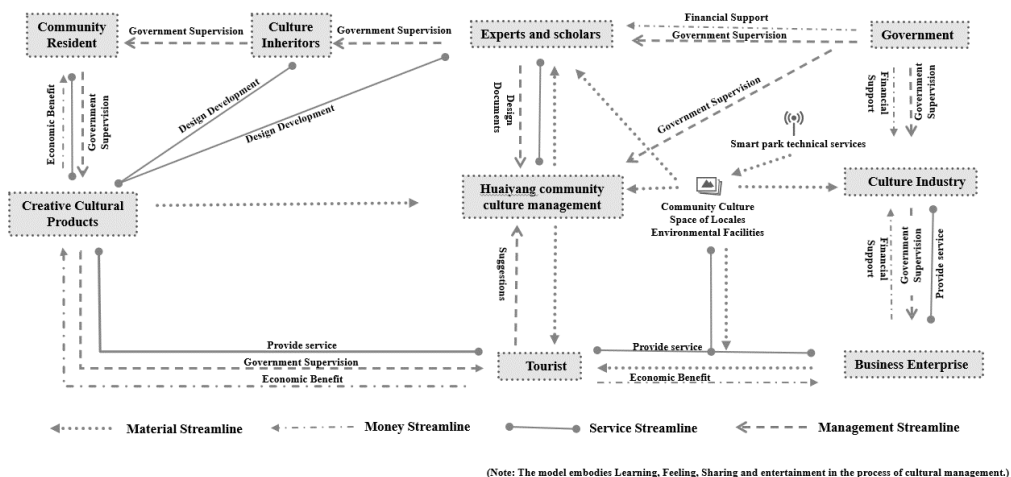 Community
Resident
Government Supervision
Culture
Inheritors
Government Supervision
Experts and scholars
Financial Support
Government Supervision
Government
Economic Benefit
Government
Supervision
Design Development
Design Development
Design
Documents
Government Supervision
Financial
Support
Government
Supervision
Smart park technical services
Creative Cultural
Products
Huaiyang community
culture management
Community Culture
Space of Locales
Environmental Facilities
Culture Industry
Suggestions
Financial
Support
Government
Supervision
Provide service
Provide service
Government Supervision
Economic Benefit
Tourist
Provide service
Economic Benefit
Business Enterprise
Material Streamline
Money Streamline
Service Streamline
Management Streamline
(Note: The model embodies Learning, Feeling, Sharing and entertainment in the process of cultural management.)